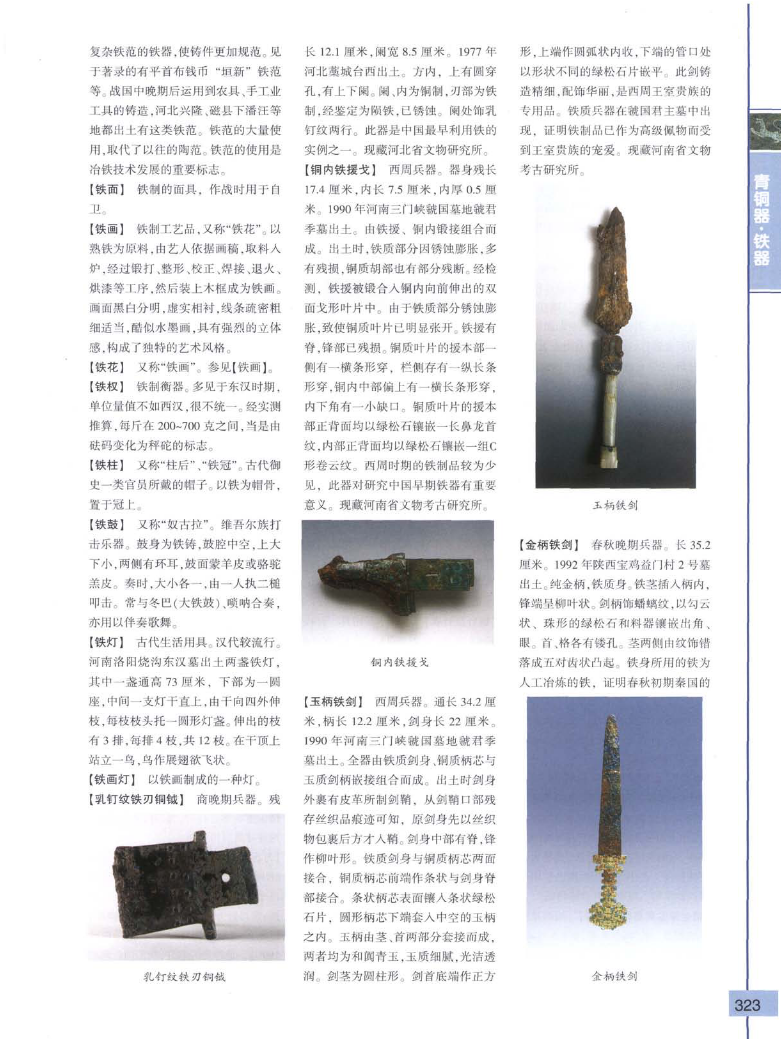 复杂铁范的铁器,使铸件更加规范。见
于著录的有平首布钱币“垣新”铁范
等。战国中晚期后运用到农具、手工业
工具的铸造,河北兴隆、磁县下潘汪等
地都出土有这类铁范。铁范的大量使
用,取代了以往的陶范。铁范的使用是
冶铁技术发展的重要标志。
【铁面】 铁制的面具,作战时用于自
卫。
【铁画】 铁制工艺品,又称“铁花”。以
熟铁为原料,由艺人依据画稿,取料入
炉,经过锻打、整形、校正、焊接、退火、
烘漆等工序,然后装上木框成为铁画。
画面黑白分明,虚实相衬,线条疏密粗
细适当,酷似水墨画,具有强烈的立体
感,构成了独特的艺术风格。
【铁花】 又称“铁画”。参见【铁画】。
【铁权】 铁制衡器。多见于东汉时期,
单位量值不如西汉,很不统一。经实测
推算,每斤在 200~700 克之间,当是由
砝码变化为秤砣的标志。
【铁柱】 又称“柱后”、“铁冠”。古代御
史一类官员所戴的帽子。以铁为帽骨,
置于冠上。
【铁鼓】 又称“奴古拉”。维吾尔族打
击乐器。鼓身为铁铸,鼓腔中空,上大
下小,两侧有环耳,鼓面蒙羊皮或骆驼
羔皮。奏时,大小各一,由一人执二槌
叩击。常与冬巴(大铁鼓)、唢呐合奏,
亦用以伴奏歌舞。
【铁灯】 古代生活用具。汉代较流行。
河南洛阳烧沟东汉墓出土两盏铁灯,
其中一盏通高 73 厘米，下部为一圆
座,中间一支灯干直上,由干向四外伸
枝,每枝枝头托一圆形灯盏。伸出的枝
有 3 排,每排 4 枝,共 12 枝。在干顶上
站立一鸟,鸟作展翅欲飞状。
【铁画灯】 以铁画制成的一种灯。
【乳钉纹铁刃铜钺】 商晚期兵器。残
乳钉纹铁刃铜钺
长 12.1 厘米,阑宽 8.5 厘米。1977 年
河北藁城台西出土。方内，上有圆穿
孔,有上下阑。阑、内为铜制,刃部为铁
制,经鉴定为陨铁,已锈蚀。阑处饰乳
钉纹两行。此器是中国最早利用铁的
实例之一。现藏河北省文物研究所。
【铜内铁援戈】 西周兵器。器身残长
17.4 厘米,内长 7.5 厘米,内厚 0.5 厘
米。1990 年河南三门峡虢国墓地虢君
季墓出土。由铁援、铜内锻接组合而
成。出土时,铁质部分因锈蚀膨胀,多
有残损,铜质胡部也有部分残断。经检
测，铁援被锻合入铜内向前伸出的双
面戈形叶片中。由于铁质部分锈蚀膨
胀,致使铜质叶片已明显张开。铁援有
脊,锋部已残损。铜质叶片的援本部一
侧有一横条形穿，栏侧存有一纵长条
形穿,铜内中部偏上有一横长条形穿,
内下角有一小缺口。铜质叶片的援本
部正背面均以绿松石镶嵌一长鼻龙首
纹,内部正背面均以绿松石镶嵌一组C
形卷云纹。西周时期的铁制品较为少
见，此器对研究中国早期铁器有重要
意义。现藏河南省文物考古研究所。
铜内铁援戈
【玉柄铁剑】 西周兵器。通长 34.2 厘
米,柄长 12.2 厘米,剑身长 22 厘米。
1990 年河南三门峡虢国墓地虢君季
墓出土。全器由铁质剑身、铜质柄芯与
玉质剑柄嵌接组合而成。出土时剑身
外裹有皮革所制剑鞘，从剑鞘口部残
存丝织品痕迹可知，原剑身先以丝织
物包裹后方才入鞘。剑身中部有脊,锋
作柳叶形。铁质剑身与铜质柄芯两面
接合，铜质柄芯前端作条状与剑身脊
部接合。条状柄芯表面镶入条状绿松
石片，圆形柄芯下端套入中空的玉柄
之内。玉柄由茎、首两部分套接而成,
两者均为和阗青玉,玉质细腻,光洁透
润。剑茎为圆柱形。剑首底端作正方
形,上端作圆弧状内收,下端的管口处
以形状不同的绿松石片嵌平。此剑铸
造精细,配饰华丽,是西周王室贵族的
专用品。铁质兵器在虢国君主墓中出
现，证明铁制品已作为高级佩物而受
到王室贵族的宠爱。现藏河南省文物
考古研究所。
玉柄铁剑
【金柄铁剑】 春秋晚期兵器。长 35.2
厘米。1992 年陕西宝鸡益门村 2 号墓
出土。纯金柄,铁质身。铁茎插入柄内,
锋端呈柳叶状。剑柄饰蟠螭纹,以勾云
状、珠形的绿松石和料器镶嵌出角、
眼。首、格各有镂孔。茎两侧由纹饰错
落成五对齿状凸起。铁身所用的铁为
人工冶炼的铁，证明春秋初期秦国的
金柄铁剑
青铜器·铁器
323